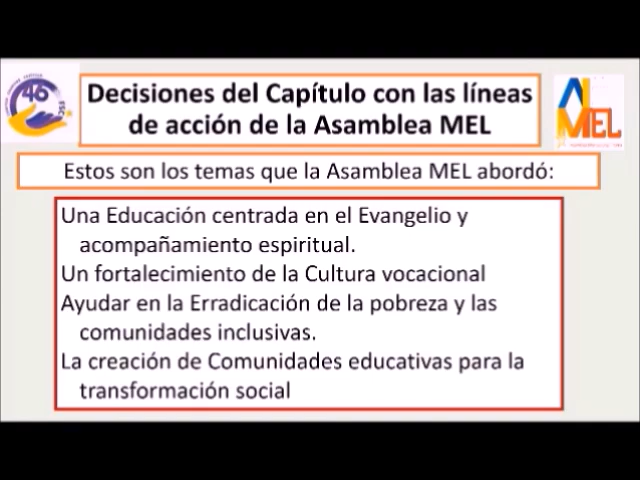 46
Decisiones del Capítulo con las líneas
de acción de la Asamblea MEL
MEL
Estos son los temas que la Asamblea MEL abordó:
Una Educación centrada en el Evangelio y
acompañamiento espiritual.
Un fortalecimiento de la Cultura vocacional
Ayudar en la Erradicación de la pobreza y las
comunidades inclusivas.
La creación de Comunidades educativas para la
transformación social